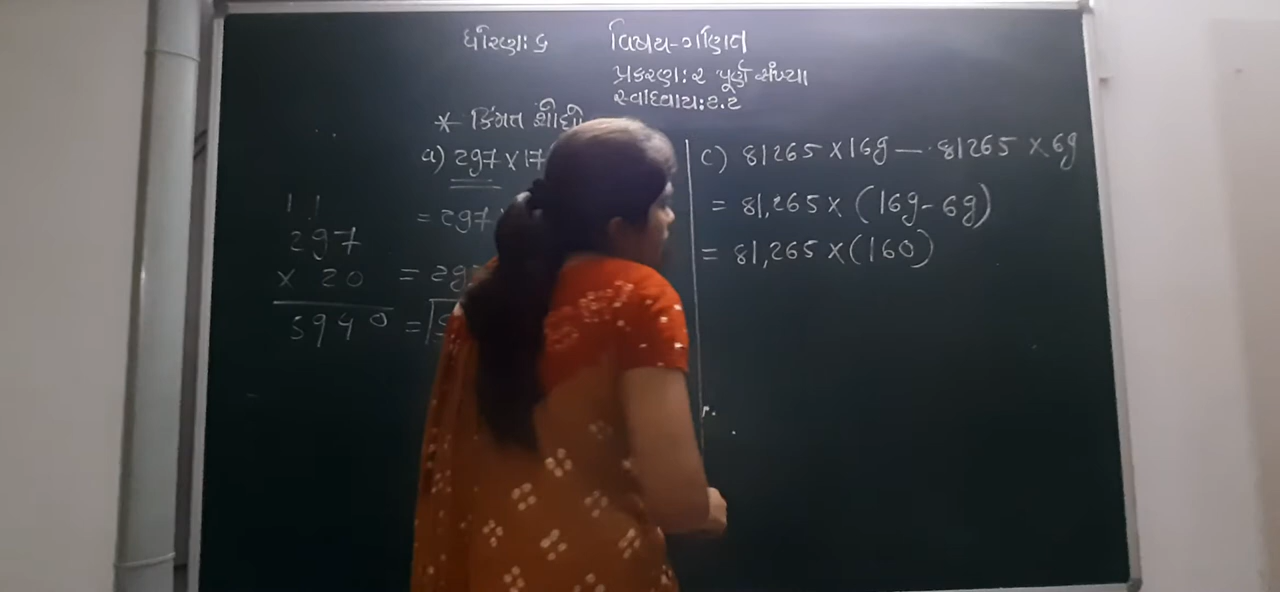 ધોરણ: ૬
વિષય-ગણિત
પ્રકરણ: ૨ પૂર્ણ સંખ્યા
સ્વાધ્યાય: ૨.૨
* કિંમત શોધો
a) 297 × 17
= 297
=
=
11
297
× 20
5940
c) 81265 × 169 — 81265 × 69
= 81,265 × (169 - 69)
= 81,265 × (160)